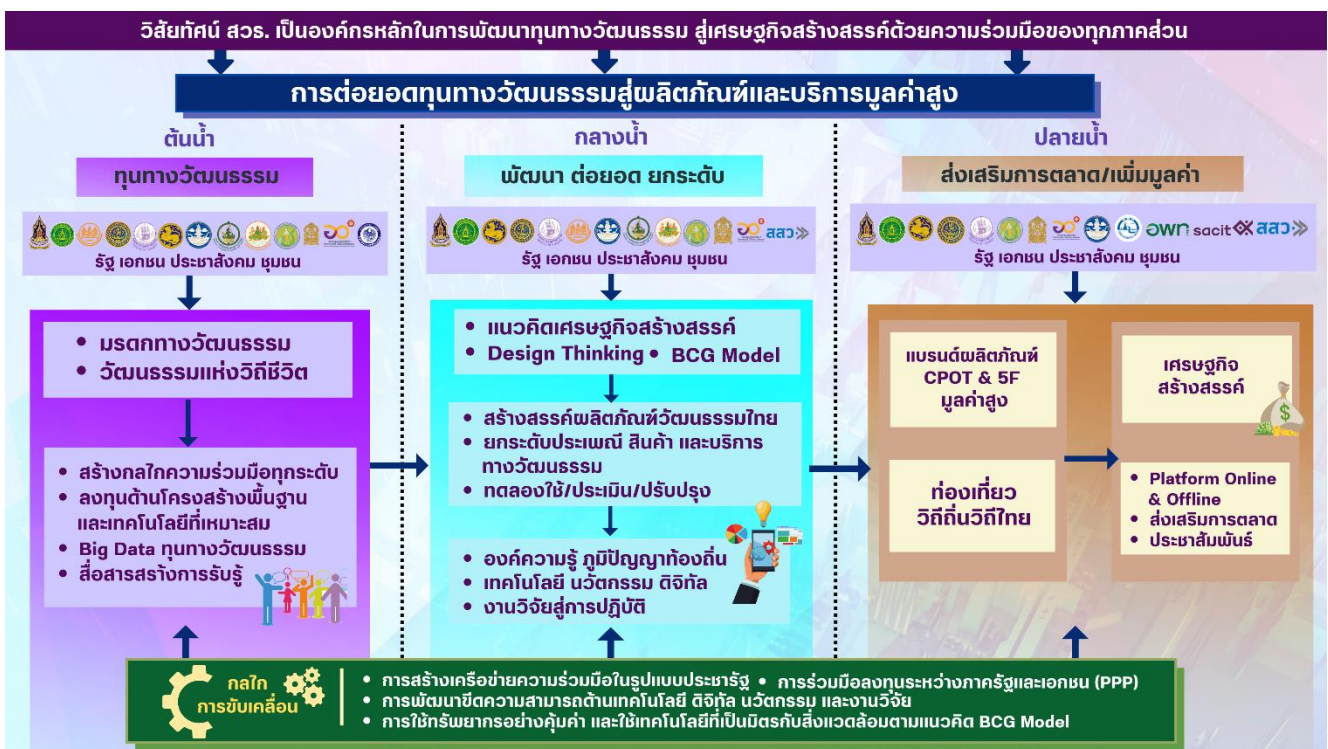 วิสัยทัศน์ สวธ. เป็นองค์กรหลักในการพัฒนาทุนทางวัฒนธรรม สู่เศรษฐกิจสร้างสรรค์ด้วยความร่วมมือของทุกภาคส่วน
การต่อยอดทุนทางวัฒนธรรมสู่ผลิตภัณฑ์และบริการมูลค่าสูง
ต้นน้ำ
ทุนทางวัฒนธรรม
รัฐ เอกชน ประชาสังคม ชุมชน
• มรดกทางวัฒนธรรม
• วัฒนธรรมแห่งวิถีชีวิต
• สร้างกลไกความร่วมมือทุกระดับ
• ลงทุนด้านโครงสร้างพื้นฐาน
และเทคโนโลยีที่เหมาะสม
• Big Data ทุนทางวัฒนธรรม
• สื่อสารสร้างการรับรู้
กลางน้ำ
พัฒนา ต่อยอด ยกระดับ
สสว
รัฐ เอกชน ประชาสังคม ชุมชน
• แนวคิดเศรษฐกิจสร้างสรรค์
• Design Thinking • BCG Model
• สร้างสรรค์ผลิตภัณฑ์วัฒนธรรมไทย
• ยกระดับประเพณี สินค้า และบริการ
ทางวัฒนธรรม
• ทดลองใช้/ประเมิน/ปรับปรุง
• องค์ความรู้ ภูมิปัญญาท้องถิ่น
• เทคโนโลยี นวัตกรรม ดิจิทัล
• งานวิจัยสู่การปฏิบัติ
ปลายน้ำ
ส่งเสริมการตลาด/เพิ่มมูลค่า
อพท sacit สสว
รัฐ เอกชน ประชาสังคม ชุมชน
แบรนด์ผลิตภัณฑ์
CPOT & 5F
มูลค่าสูง
ท่องเที่ยว
วิถีถิ่นวิถีไทย
เศรษฐกิจ
สร้างสรรค์
• Platform Online
& Offline
• ส่งเสริมการตลาด
• ประชาสัมพันธ์
กลไก
การขับเคลื่อน
• การสร้างเครือข่ายความร่วมมือในรูปแบบประชารัฐ • การร่วมมือลงทุนระหว่างภาครัฐและเอกชน (PPP)
• การพัฒนาขีดความสามารถด้านเทคโนโลยี ดิจิทัล นวัตกรรม และงานวิจัย
• การใช้ทรัพยากรอย่างคุ้มค่า และใช้เทคโนโลยีที่เป็นมิตรกับสิ่งแวดล้อมตามแนวคิด BCG Model